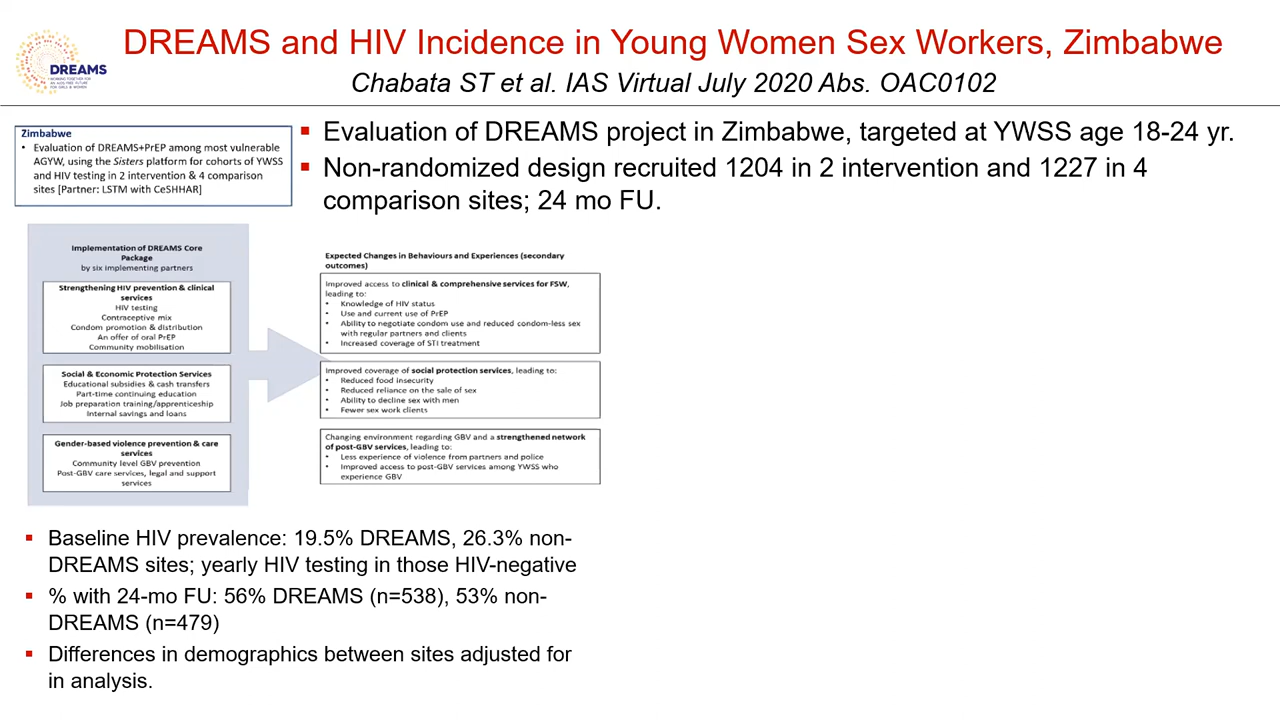 DREAMS and HIV Incidence in Young Women Sex Workers, Zimbabwe
Chabata ST et al. IAS Virtual July 2020 Abs. OAC0102
DREAMS
WORKING TOGETHER FOR
AN AIDS-FREE FUTURE
FOR GIRLS & WOMEN
Zimbabwe
• Evaluation of DREAMS+PrEP among most vulnerable
AGYW, using the Sisters platform for cohorts of YWSS
and HIV testing in 2 intervention & 4 comparison
sites [Partner: LSTM with CeSHHAR]
▪ Evaluation of DREAMS project in Zimbabwe, targeted at YWSS age 18-24 yr.
▪ Non-randomized design recruited 1204 in 2 intervention and 1227 in 4
comparison sites; 24 mo FU.
Implementation of DREAMS Core
Package
by six implementing partners
Strengthening HIV prevention & clinical
services
HIV testing
Contraceptive mix
Condom promotion & distribution
An offer of oral PrEP
Community mobilisation
Social & Economic Protection Services
Educational subsidies & cash transfers
Part-time continuing education
Job preparation training/apprenticeship
Internal savings and loans
Gender-based violence prevention & care
services
Community level GBV prevention
Post-GBV care services, legal and support
services
Expected Changes in Behaviours and Experiences (secondary
outcomes)
Improved access to clinical & comprehensive services for FSW,
leading to:
• Knowledge of HIV status
• Use and current use of PrEP
• Ability to negotiate condom use and reduced condom-less sex
with regular partners and clients
• Increased coverage of STI treatment
Improved coverage of social protection services, leading to:
• Reduced food insecurity
• Reduced reliance on the sale of sex
• Ability to decline sex with men
• Fewer sex work clients
Changing environment regarding GBV and a strengthened network
of post-GBV services, leading to:
• Less experience of violence from partners and police
• Improved access to post-GBV services among YWSS who
experience GBV
▪ Baseline HIV prevalence: 19.5% DREAMS, 26.3% non-
DREAMS sites; yearly HIV testing in those HIV-negative
▪ % with 24-mo FU: 56% DREAMS (n=538), 53% non-
DREAMS (n=479)
▪ Differences in demographics between sites adjusted for
in analysis.